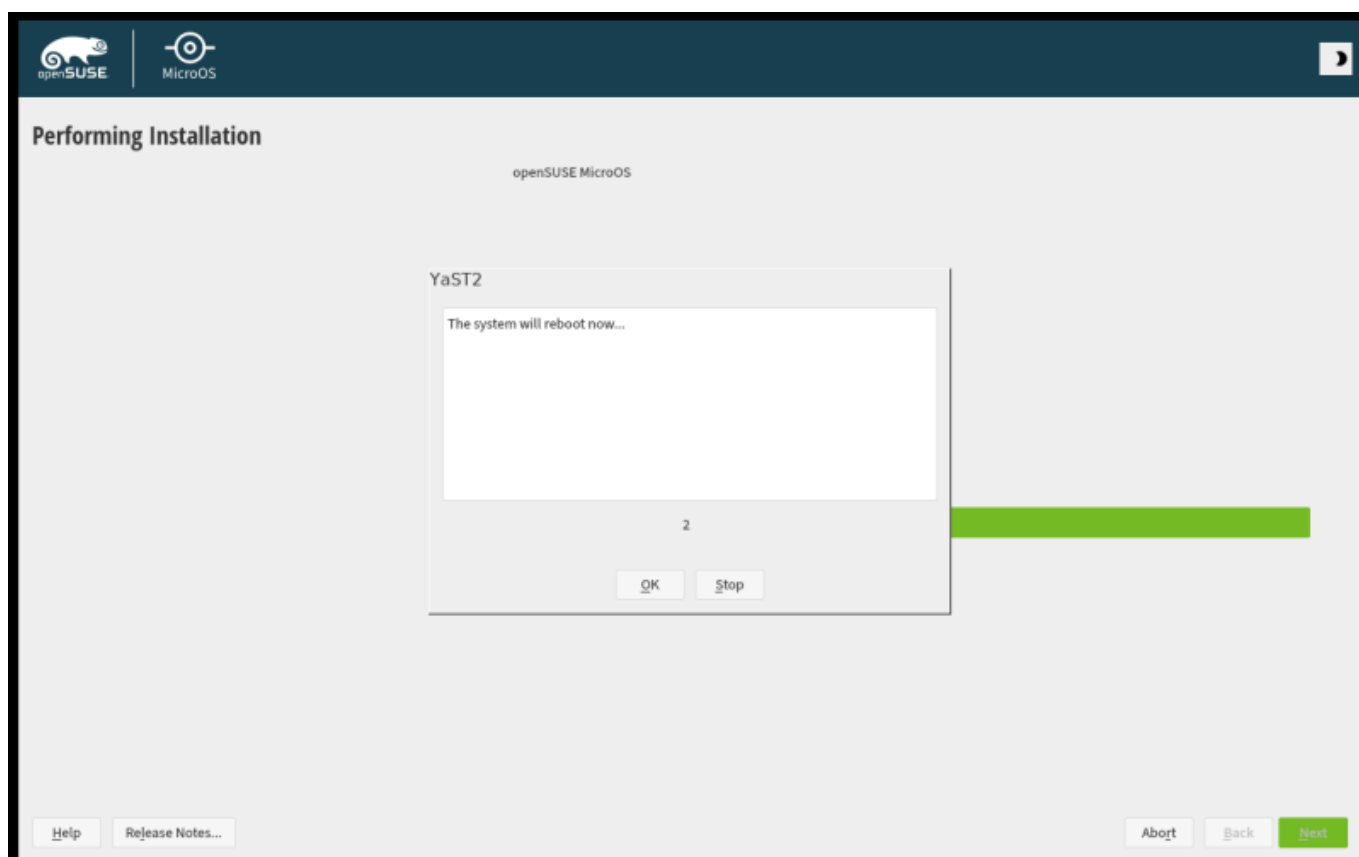 openSUSE
MicroOS
Performing Installation
openSUSE MicroOS
YaST2
The system will reboot now...
2
OK
Stop
Help
Release Notes...
Abort
Back
Next